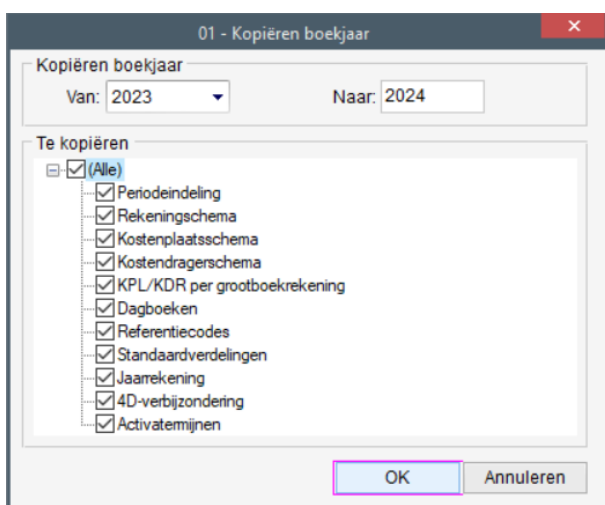 01 - Kopiëren boekjaar
Kopiëren boekjaar
Van: 2023 Naar: 2024
Te kopiëren
(Alle)
Periodeindeling
Rekeningschema
Kostenplaatsschema
Kostendragerschema
KPL/KDR per grootboekrekening
Dagboeken
Referentiecodes
Standaardverdelingen
Jaarrekening
4D-verbijzondering
Activatermijnen
OK Annuleren